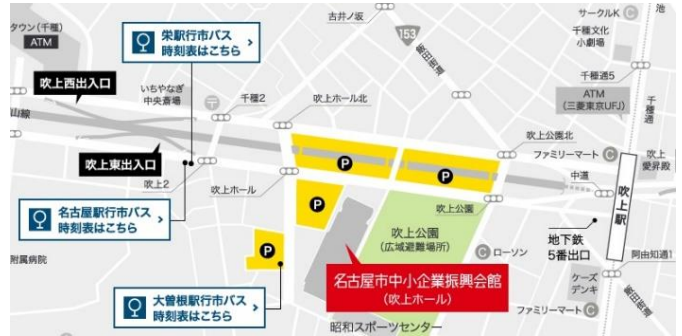 タウン(千種)
ATM
栄駅行市バス
時刻表はこちら
古井ノ坂
153
飯田街道
サークルK
池
千種文化
小劇場
吹上西出入口
いちやなぎ
中央斎場
千種2
吹上ホール北
千種通5
ATM
(三菱東京UFJ)
千種通
山線
吹上東出入口
P
P
吹上公園北
ファミリーマート
吹上
愛昇殿
吹上2
吹上ホール
中道
吹上駅
名古屋駅行市バス
時刻表はこちら
P
吹上公園
吹上公園
(広域避難場所)
地下鉄
5番出口
附属病院
P
ローソン
阿由知通1
名古屋市中小企業振興会館
(吹上ホール)
ケーズ
デンキ
大曽根駅行市バス
時刻表はこちら
ファミリーマート
飯田街道
昭和スポーツセンター